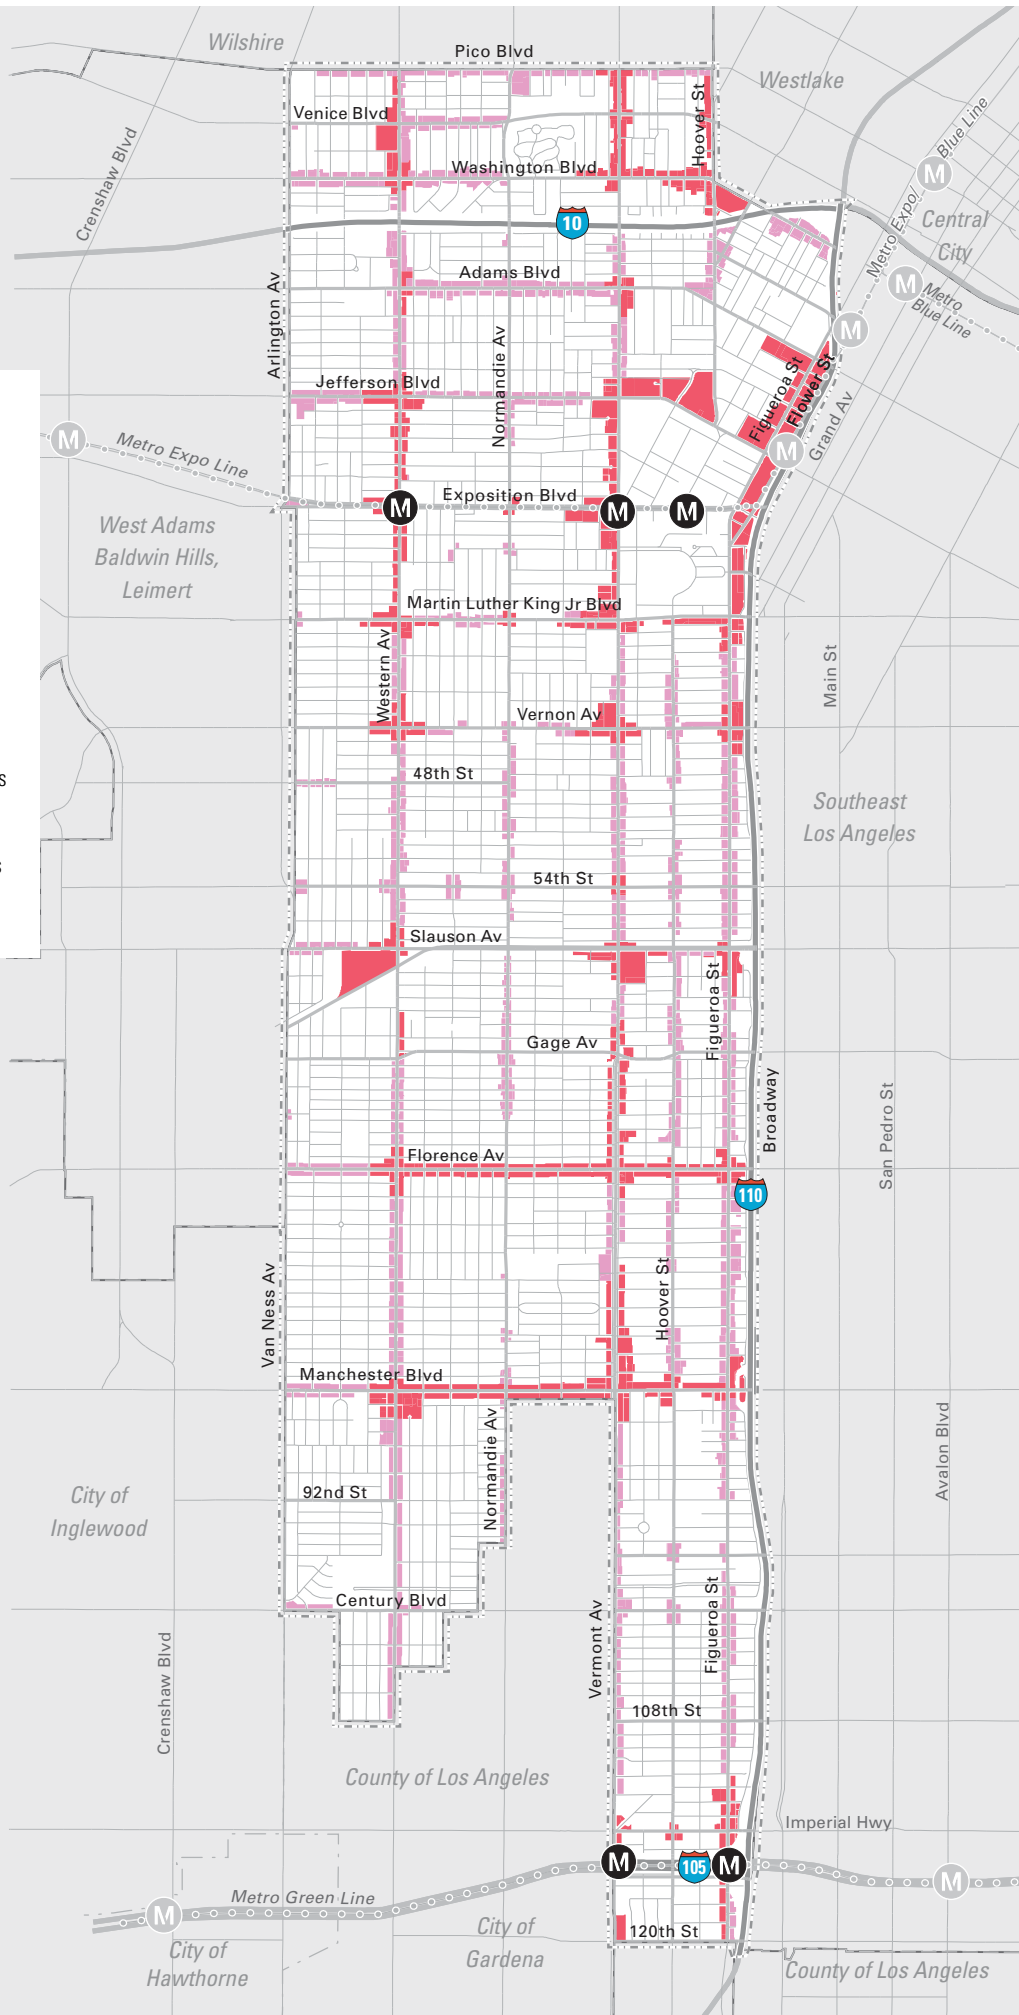 Wilshire
Pico Blvd
Westlake
Venice Blvd
Hoover St
Crenshaw Blvd
Blue Line
Washington Blvd
M
Metro Expo/
Central
City
10
Arlington Av
Adams Blvd
M
Metro
Blue Line
Normandie Av
M
Jefferson Blvd
Figueroa St
Flower St
Grand Av
M
Metro Expo Line
M
Exposition Blvd
M
M
M
West Adams
Baldwin Hills,
Leimert
Martin Luther King Jr Blvd
Western Av
Main St
Vernon Av
48th St
s
Southeast
Los Angeles
s
54th St
Slauson Av
Figueroa St
Gage Av
Broadway
San Pedro St
Florence Av
110
Van Ness Av
Hoover St
Manchester Blvd
Normandie Av
Avalon Blvd
92nd St
City of
Inglewood
Century Blvd
Crenshaw Blvd
Vermont Av
Figueroa St
108th St
County of Los Angeles
Imperial Hwy
M
105
M
M
Metro Green Line
M
City of
Gardena
120th St
City of
Hawthorne
County of Los Angeles